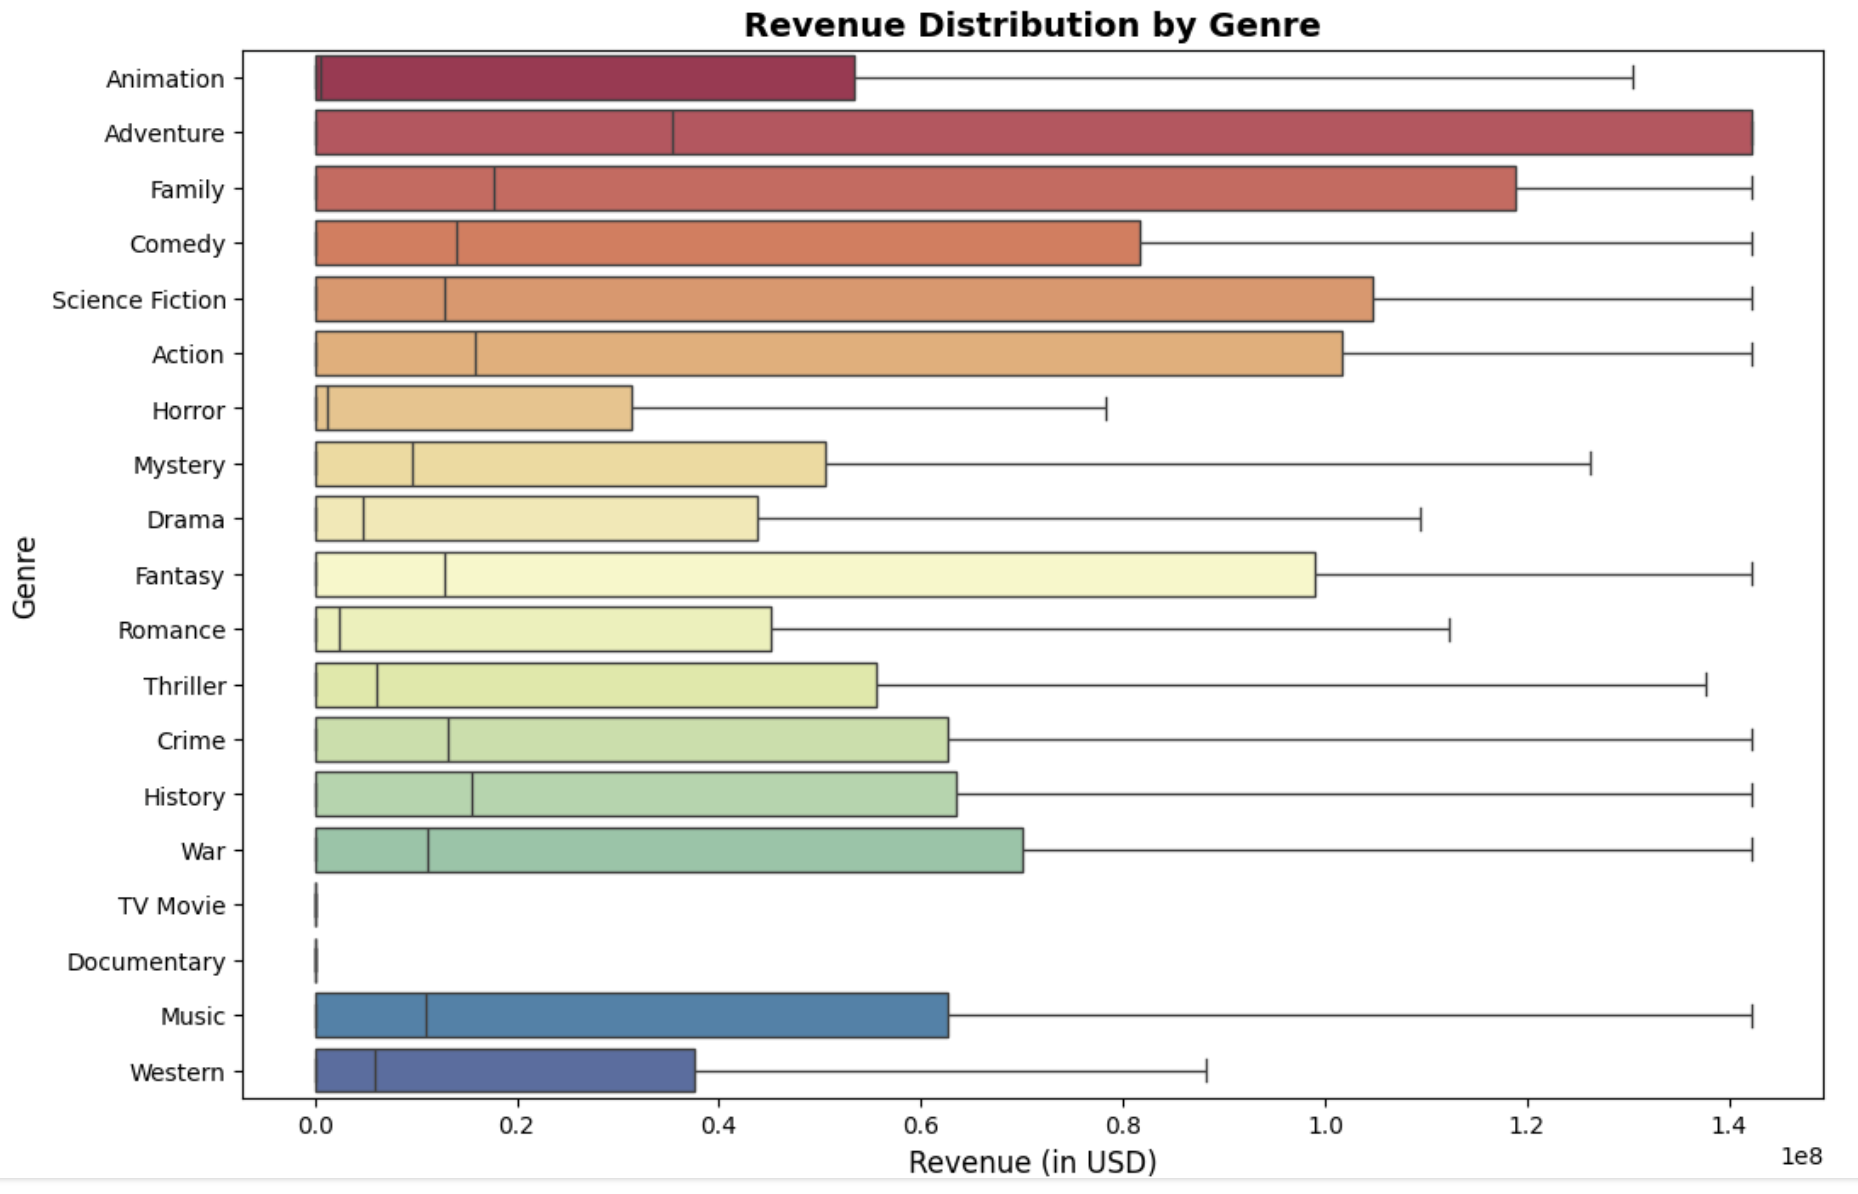 Revenue Distribution by Genre
Animation
Adventure
Family
Comedy
Science Fiction
Action
Horror
Mystery
Drama
Fantasy
Romance
Thriller
Crime
History
War
TV Movie
Documentary
Music
Western
Genre
0.0 0.2 0.4 0.6 0.8 1.0 1.2 1.4
1e8
Revenue (in USD)